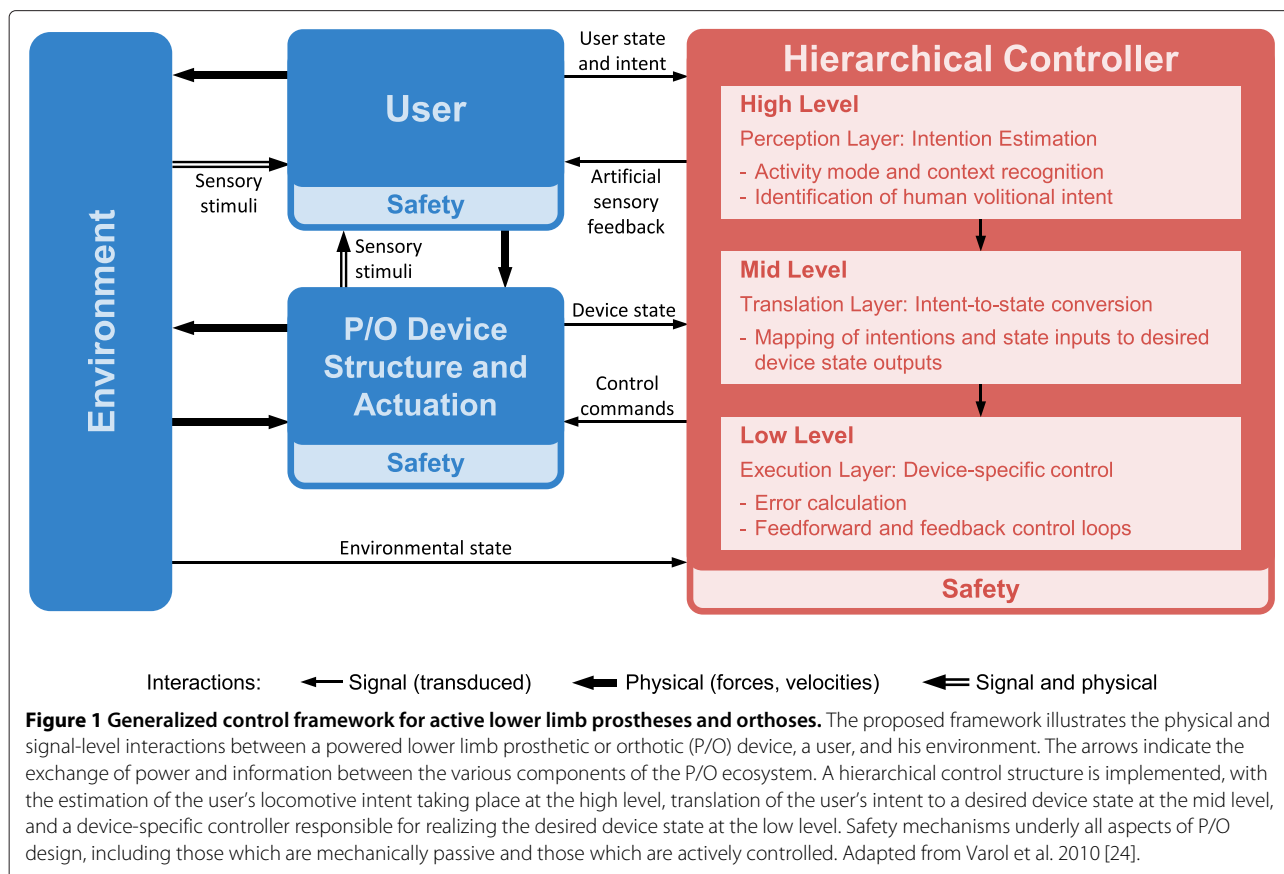 Environment
User
Safety
User state
and intent
Sensory
stimuli
Artificial
sensory
feedback
Sensory
stimuli
P/O Device
Structure and
Actuation
Safety
Device state
Control
commands
Environmental state
Hierarchical Controller
High Level
Perception Layer: Intention Estimation
- Activity mode and context recognition
- Identification of human volitional intent
Mid Level
Translation Layer: Intent-to-state conversion
- Mapping of intentions and state inputs to desired
device state outputs
Low Level
Execution Layer: Device-specific control
- Error calculation
- Feedforward and feedback control loops
Safety
Interactions: Signal (transduced) Physical (forces, velocities) Signal and physical
Figure 1 Generalized control framework for active lower limb prostheses and orthoses. The proposed framework illustrates the physical and
signal-level interactions between a powered lower limb prosthetic or orthotic (P/O) device, a user, and his environment. The arrows indicate the
exchange of power and information between the various components of the P/O ecosystem. A hierarchical control structure is implemented, with
the estimation of the user's locomotive intent taking place at the high level, translation of the user's intent to a desired device state at the mid level,
and a device-specific controller responsible for realizing the desired device state at the low level. Safety mechanisms underly all aspects of P/O
design, including those which are mechanically passive and those which are actively controlled. Adapted from Varol et al. 2010 [24].